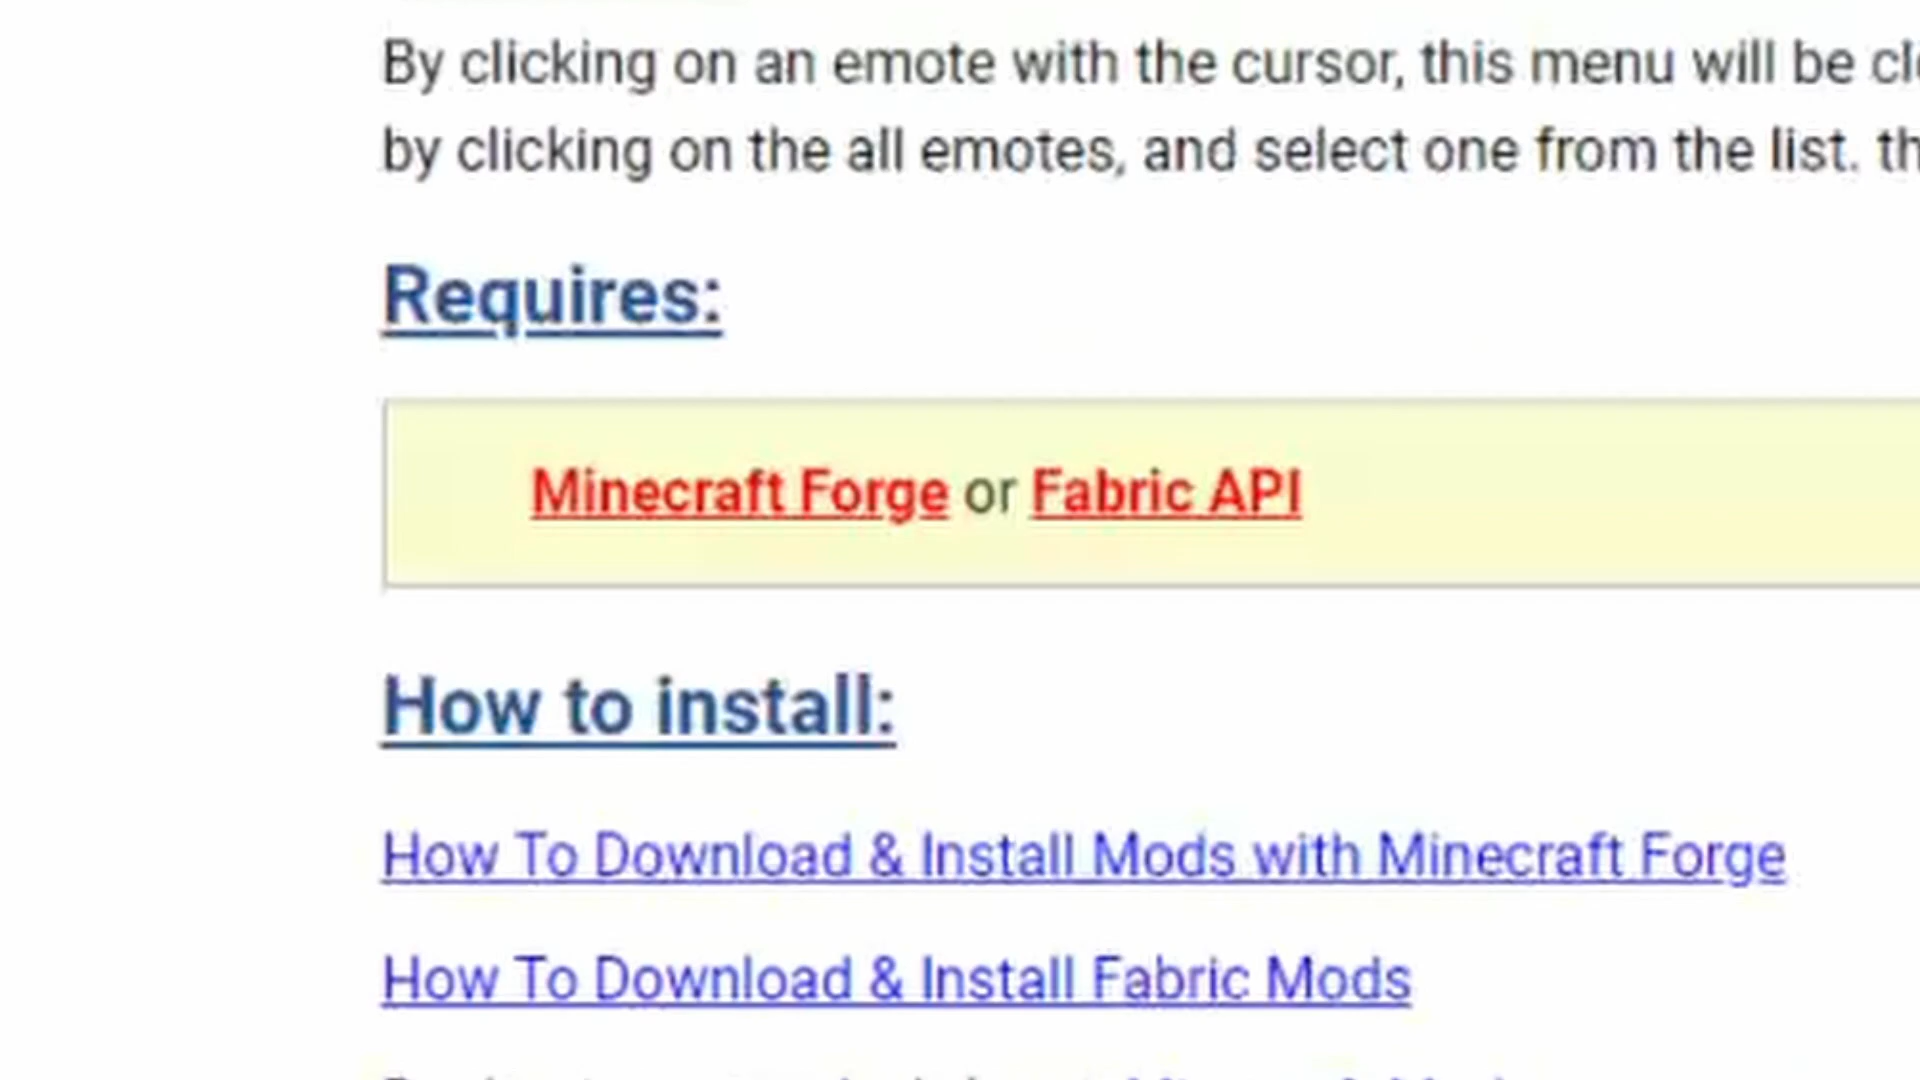 By clicking on an emote with the cursor, this menu will be
by clicking on the all emotes, and select one from the list.
Requires:
Minecraft Forge or Fabric API
How to install:
How To Download & Install Mods with Minecraft Forge
How To Download & Install Fabric Mods